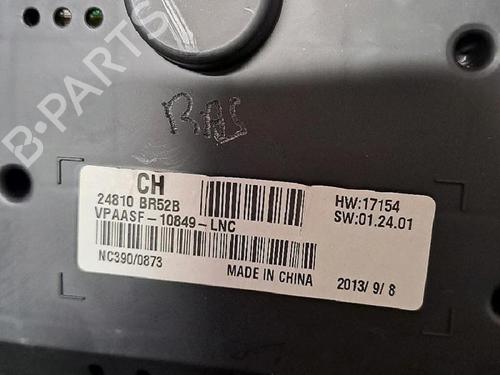 B-PARTS
RAS
CH
24810 BR52B
VPAASF-10849-LNC
NC390/0873
HW:17154
SW:01.24.01
MADE IN CHINA
2013/ 9/ 8